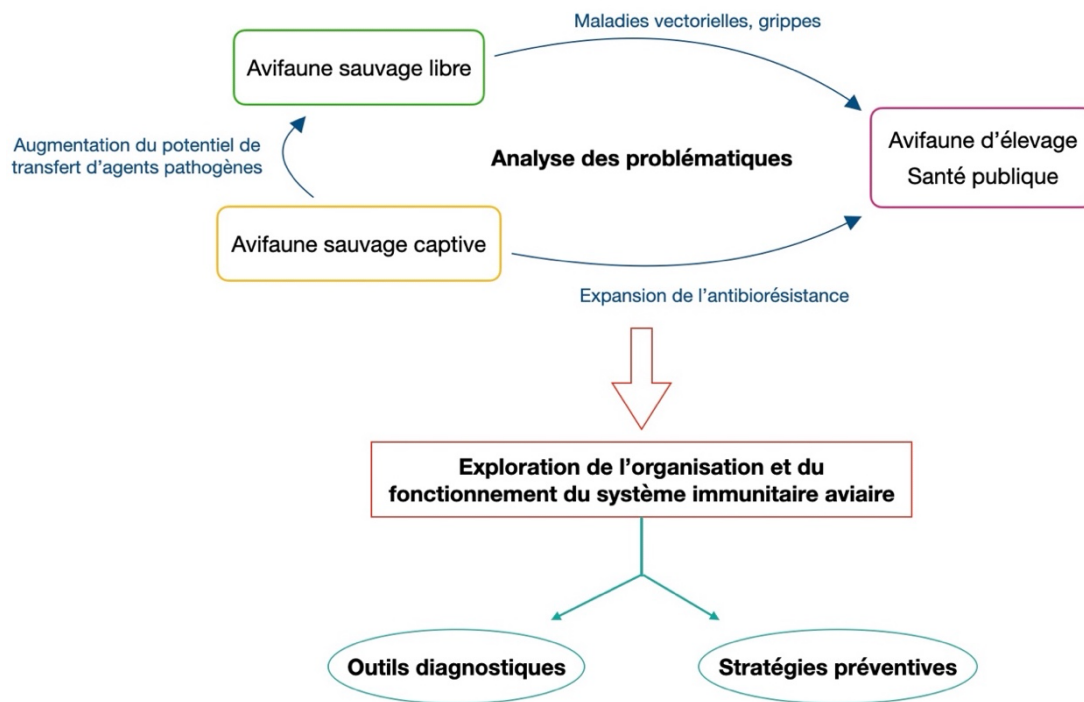 Maladies vectorielles, grippes
Avifaune sauvage libre
Augmentation du potentiel de
transfert d'agents pathogènes
Analyse des problématiques
Avifaune d'élevage
Santé publique
Avifaune sauvage captive
Expansion de l'antibiorésistance
Exploration de l'organisation et du
fonctionnement du système immunitaire aviaire
Outils diagnostiques
Stratégies préventives